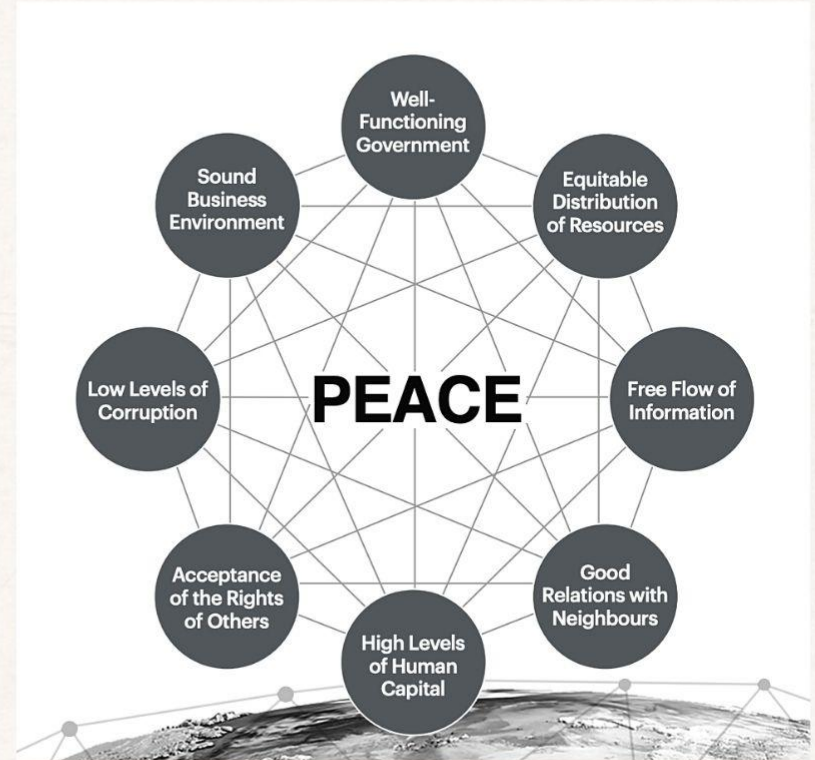 Well-
Functioning
Government
Sound
Business
Environment
Equitable
Distribution
of Resources
Low Levels of
Corruption
PEACE
Free Flow of
Information
Acceptance
of the Rights
of Others
Good
Relations with
Neighbours
High Levels
of Human
Capital